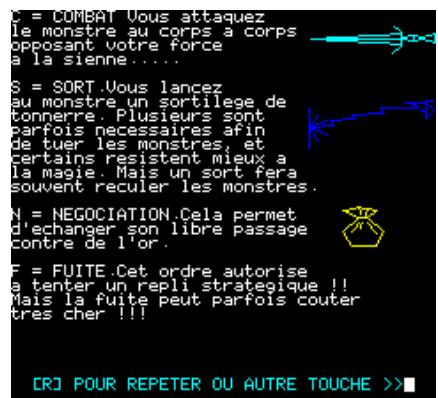 C = COMBAT Vous attaquez
le monstre au corps a corps
opposant votre force
a la sienne.....
S = SORT.Vous lancez
au monstre un sortilege de
tonnerre. Plusieurs sont
parfois necessaires afin
de tuer les monstres, et
certains resistent mieux a
la magie. Mais un sort fera
souvent reculer les monstres.
N = NEGOCIATION.Cela permet
d'echanger son libre passage
contre de l'or.
F = FUITE.Cet ordre autorise
a tenter un repli strategique !!
Mais la fuite peut parfois couter
tres cher !!!
[R] POUR REPETER OU AUTRE TOUCHE >>